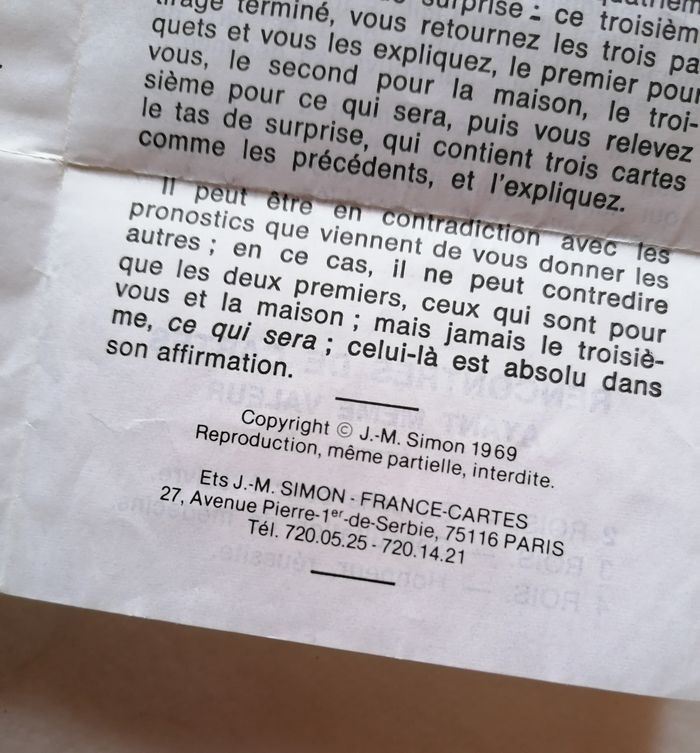 surprise : ce troisièm
tirage terminé, vous retournez les trois pa-
quets et vous les expliquez, le premier pour
vous, le second pour la maison, le troi-
sième pour ce qui sera, puis vous relevez
le tas de surprise, qui contient trois cartes
comme les précédents, et l'expliquez.
Il peut être en contradiction avec les
pronostics que viennent de vous donner les
autres ; en ce cas, il ne peut contredire
que les deux premiers, ceux qui sont pour
vous et la maison ; mais jamais le troisiè-
me, ce qui sera ; celui-là est absolu dans
son affirmation.
Copyright © J.-M. Simon 1969
Reproduction, même partielle, interdite.
Ets J.-M. SIMON - FRANCE-CARTES
27, Avenue Pierre-1er-de-Serbie, 75116 PARIS
Tél. 720.05.25 - 720.14.21